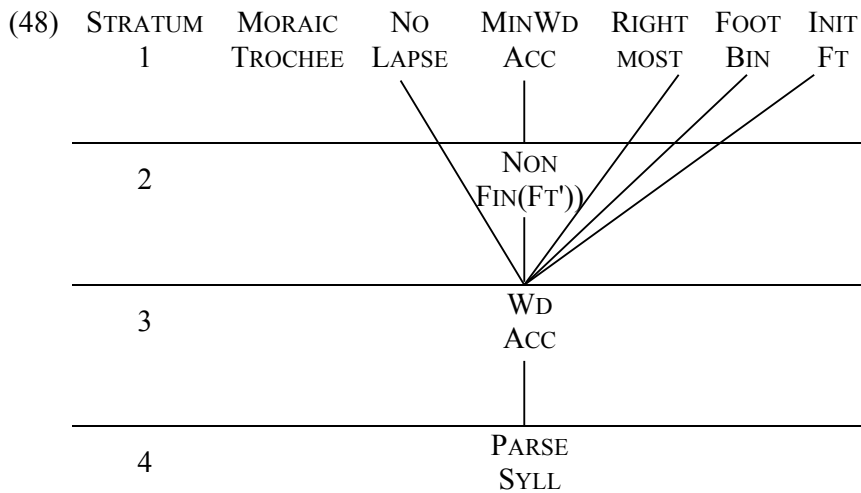 (48) STRATUM MORAIC NO MINWD RIGHT FOOT INIT
1 TROCHEE LAPSE ACC MOST BIN FT
2 NON
FIN(FT'))
3 WD
ACC
4 PARSE
SYLL